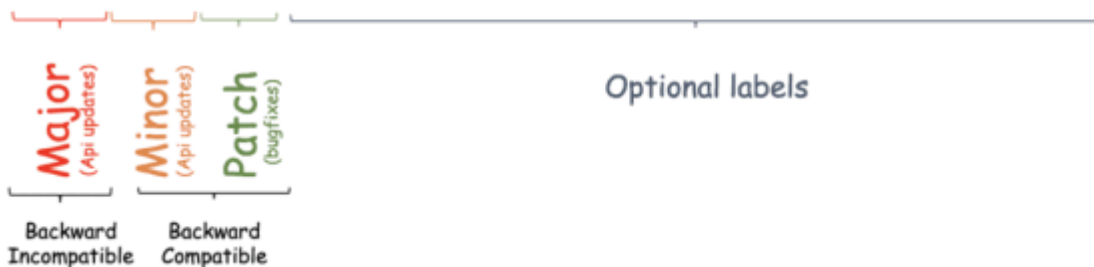 Major
(Api updates)
Minor
(Api updates)
Patch
(bugfixes)
Optional labels
Backward
Incompatible
Backward
Compatible